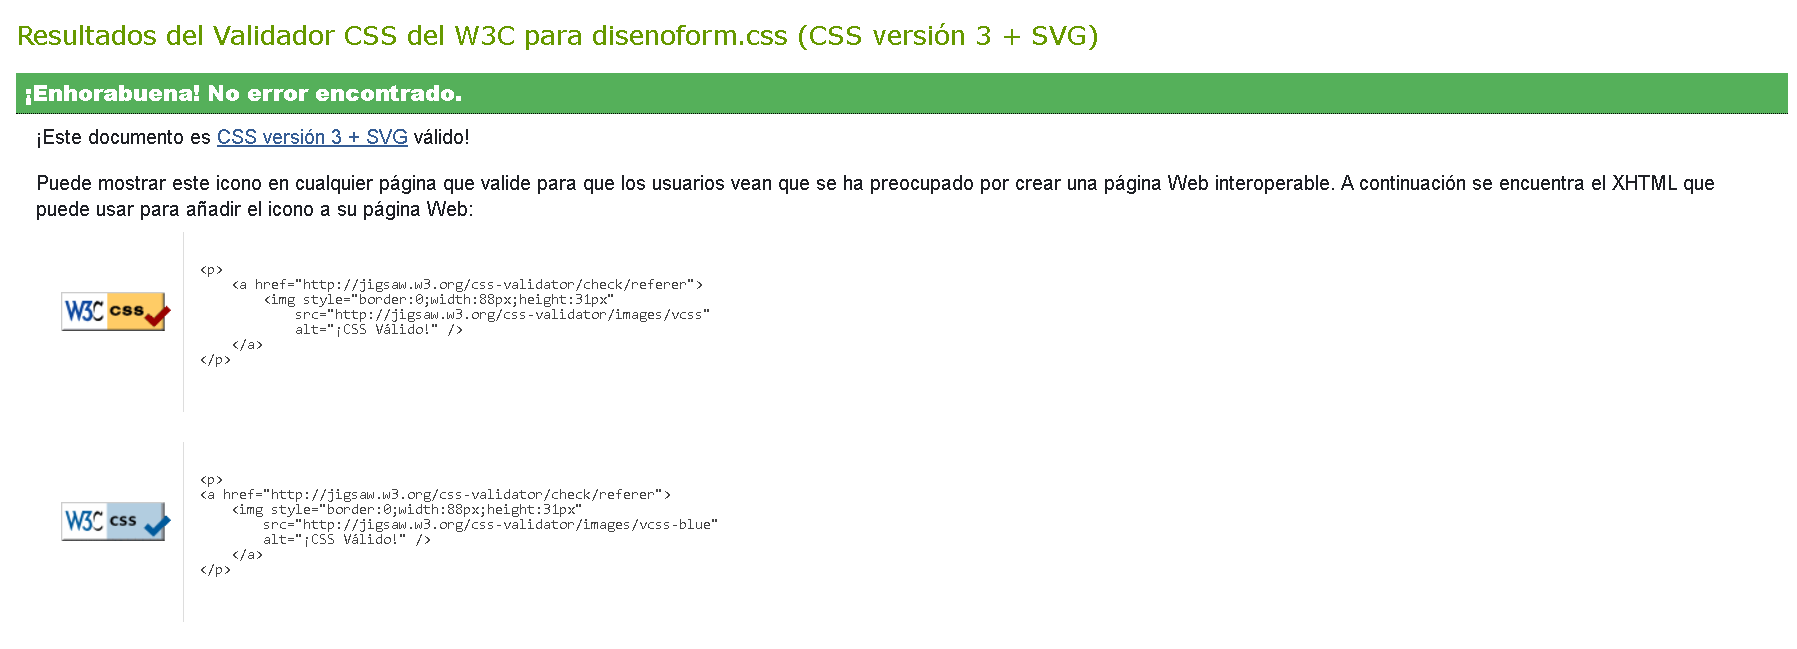 Resultados del Validador CSS del W3C para disenoform.css (CSS versión 3 + SVG)
¡Enhorabuena! No error encontrado.
¡Este documento es CSS versión 3 + SVG válido!
Puede mostrar este icono en cualquier página que valide para que los usuarios vean que se ha preocupado por crear una página Web interoperable. A continuación se encuentra el XHTML que
puede usar para añadir el icono a su página Web:
W3C css
<p>
<a href="http://jigsaw.w3.org/css-validator/check/referer">
<img style="border:0;width:88px;height:31px"
src="http://jigsaw.w3.org/css-validator/images/vcss"
alt="¡CSS Válido!" />
</a>
</p>
W3C css
<p>
<a href="http://jigsaw.w3.org/css-validator/check/referer">
<img style="border:0;width:88px;height:31px"
src="http://jigsaw.w3.org/css-validator/images/vcss-blue"
alt="¡CSS Válido!" />
</a>
</p>